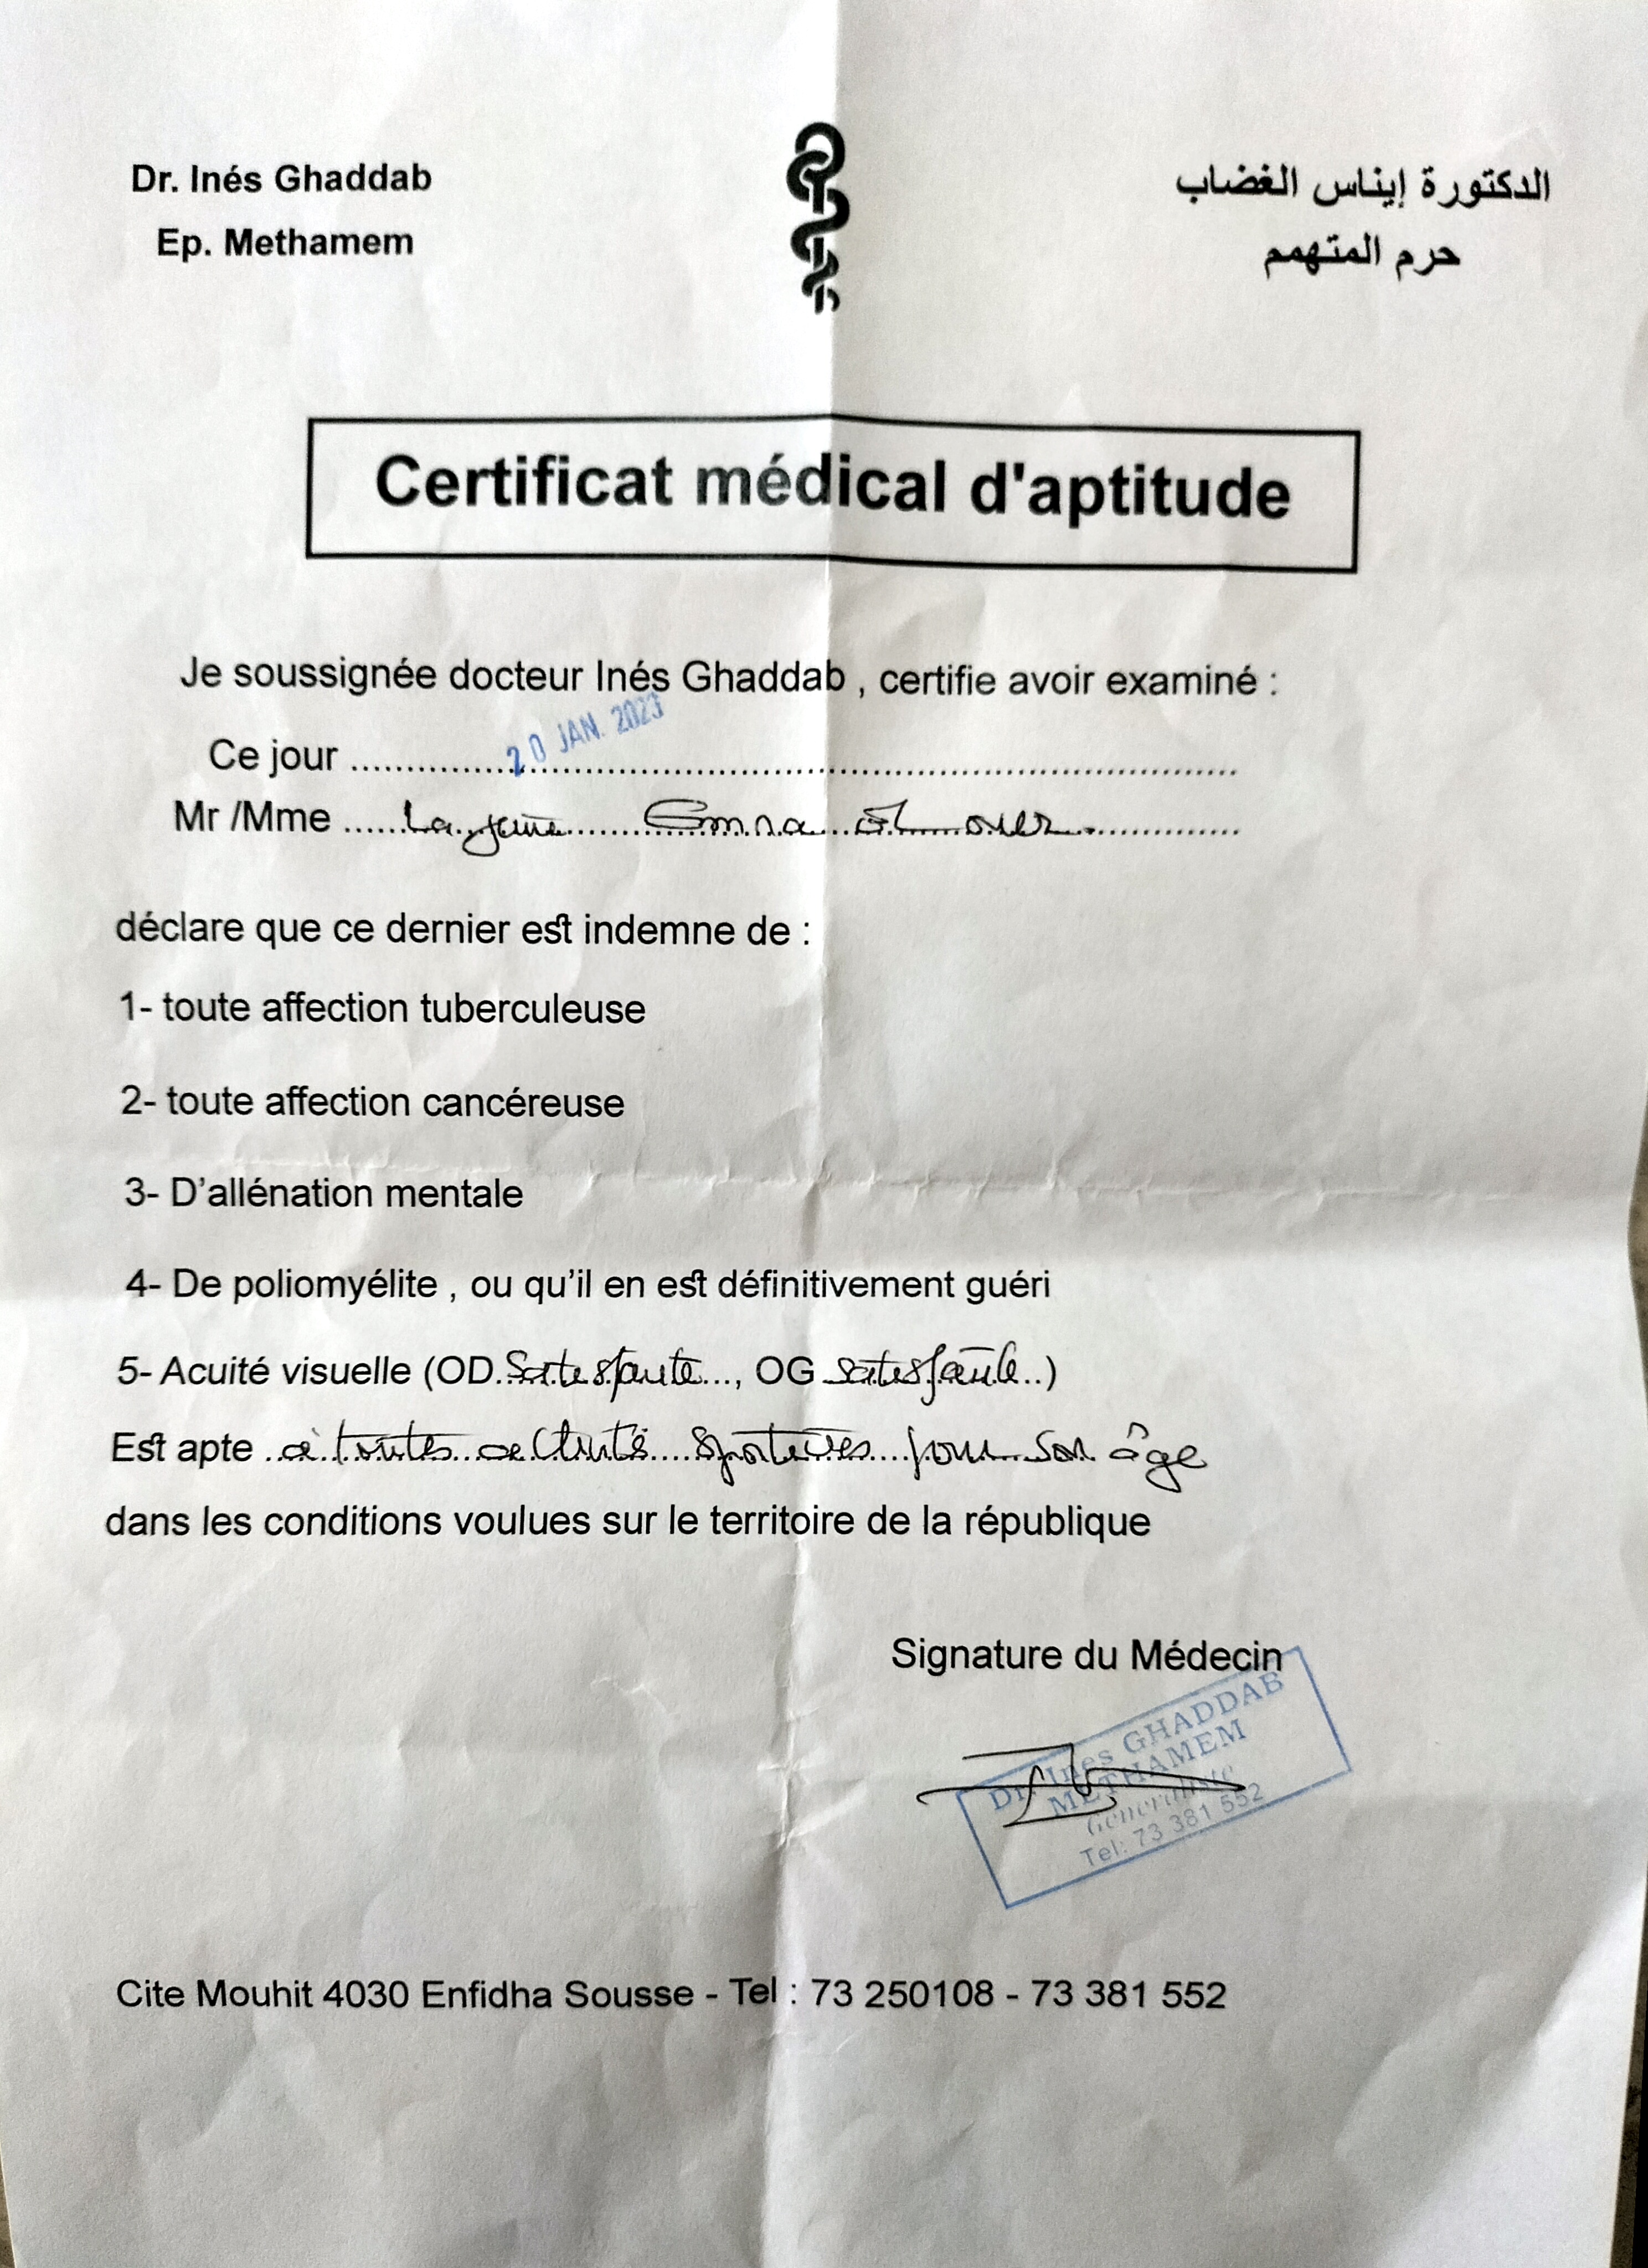 Dr. Inés Ghaddab
Ep. Methamem
الدكتورة إيناس الغضاب
حرم المتهمم
Certificat médical d'aptitude
Je soussignée docteur Inés Ghaddab , certifie avoir examiné :
Ce jour 20 JAN. 2023
Mr /Mme La jeune Emna
déclare que ce dernier est indemne de :
1- toute affection tuberculeuse
2- toute affection cancéreuse
3- D'allénation mentale
4- De poliomyélite , ou qu'il en est définitivement guéri
5- Acuité visuelle (OD Satisfaite , OG satisfaite )
Est apte à toutes activités sportives pour son âge
dans les conditions voulues sur le territoire de la république
Signature du Médecin
Dr. Ines GHADDAB
METHAMEM
Généraliste
Tel: 73 381 552
Cite Mouhit 4030 Enfidha Sousse - Tel : 73 250108 - 73 381 552